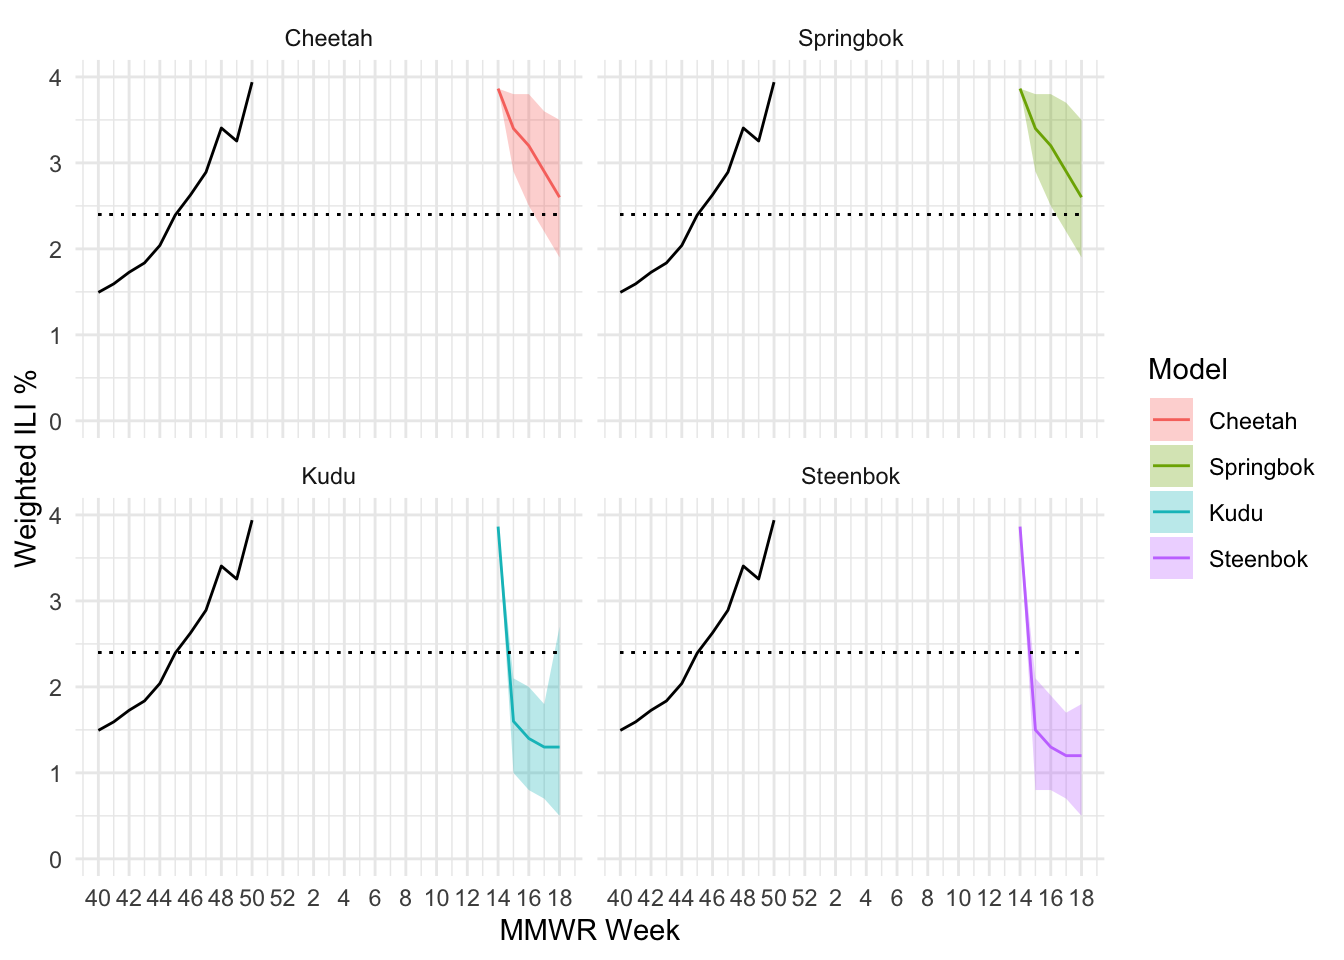 Cheetah Springbok
4
3
2
1
0
Kudu Steenbok
4
3
2
1
0
40 42 44 46 48 50 52 2 4 6 8 10 12 14 16 18 40 42 44 46 48 50 52 2 4 6 8 10 12 14 16 18
MMWR Week
Weighted ILI %
Model
Cheetah
Springbok
Kudu
Steenbok